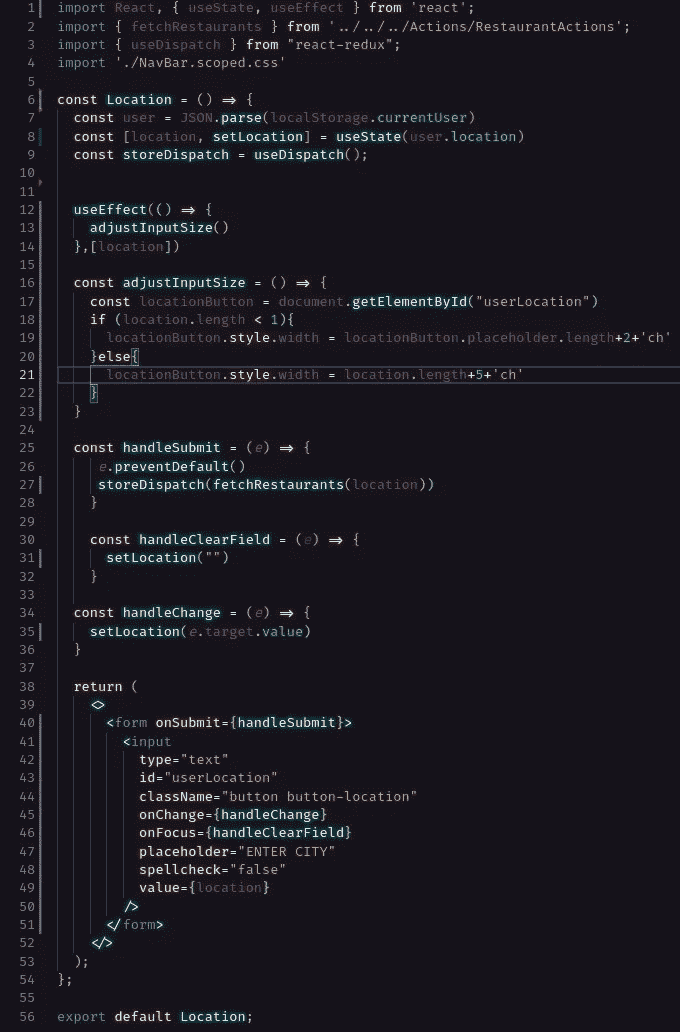 1 import React, { useState, useEffect } from 'react';
2 import { fetchRestaurants } from '../../../Actions/RestaurantActions';
3 import { useDispatch } from "react-redux";
4 import './NavBar.scoped.css'
5
6 const Location = () => {
7   const user = JSON.parse(localStorage.currentUser)
8   const [location, setLocation] = useState(user.location)
9   const storeDispatch = useDispatch();
10
11
12   useEffect(() => {
13     adjustInputSize()
14   },[location])
15
16   const adjustInputSize = () => {
17     const locationButton = document.getElementById("userLocation")
18     if (location.length < 1){
19       locationButton.style.width = locationButton.placeholder.length+2+'ch'
20     }else{
21       locationButton.style.width = location.length+5+'ch'
22     }
23   }
24
25   const handleSubmit = (e) => {
26      e.preventDefault()
27      storeDispatch(fetchRestaurants(location))
28     }
29
30     const handleClearField = (e) => {
31       setLocation("")
32     }
33
34   const handleChange = (e) => {
35     setLocation(e.target.value)
36   }
37
38   return (
39     <>
40       <form onSubmit={handleSubmit}>
41         <input
42           type="text"
43           id="userLocation"
44           className="button button-location"
45           onChange={handleChange}
46           onFocus={handleClearField}
47           placeholder="ENTER CITY"
48           spellcheck="false"
49           value={location}
50         />
51       </form>
52     </>
53   );
54 };
55
56 export default Location;